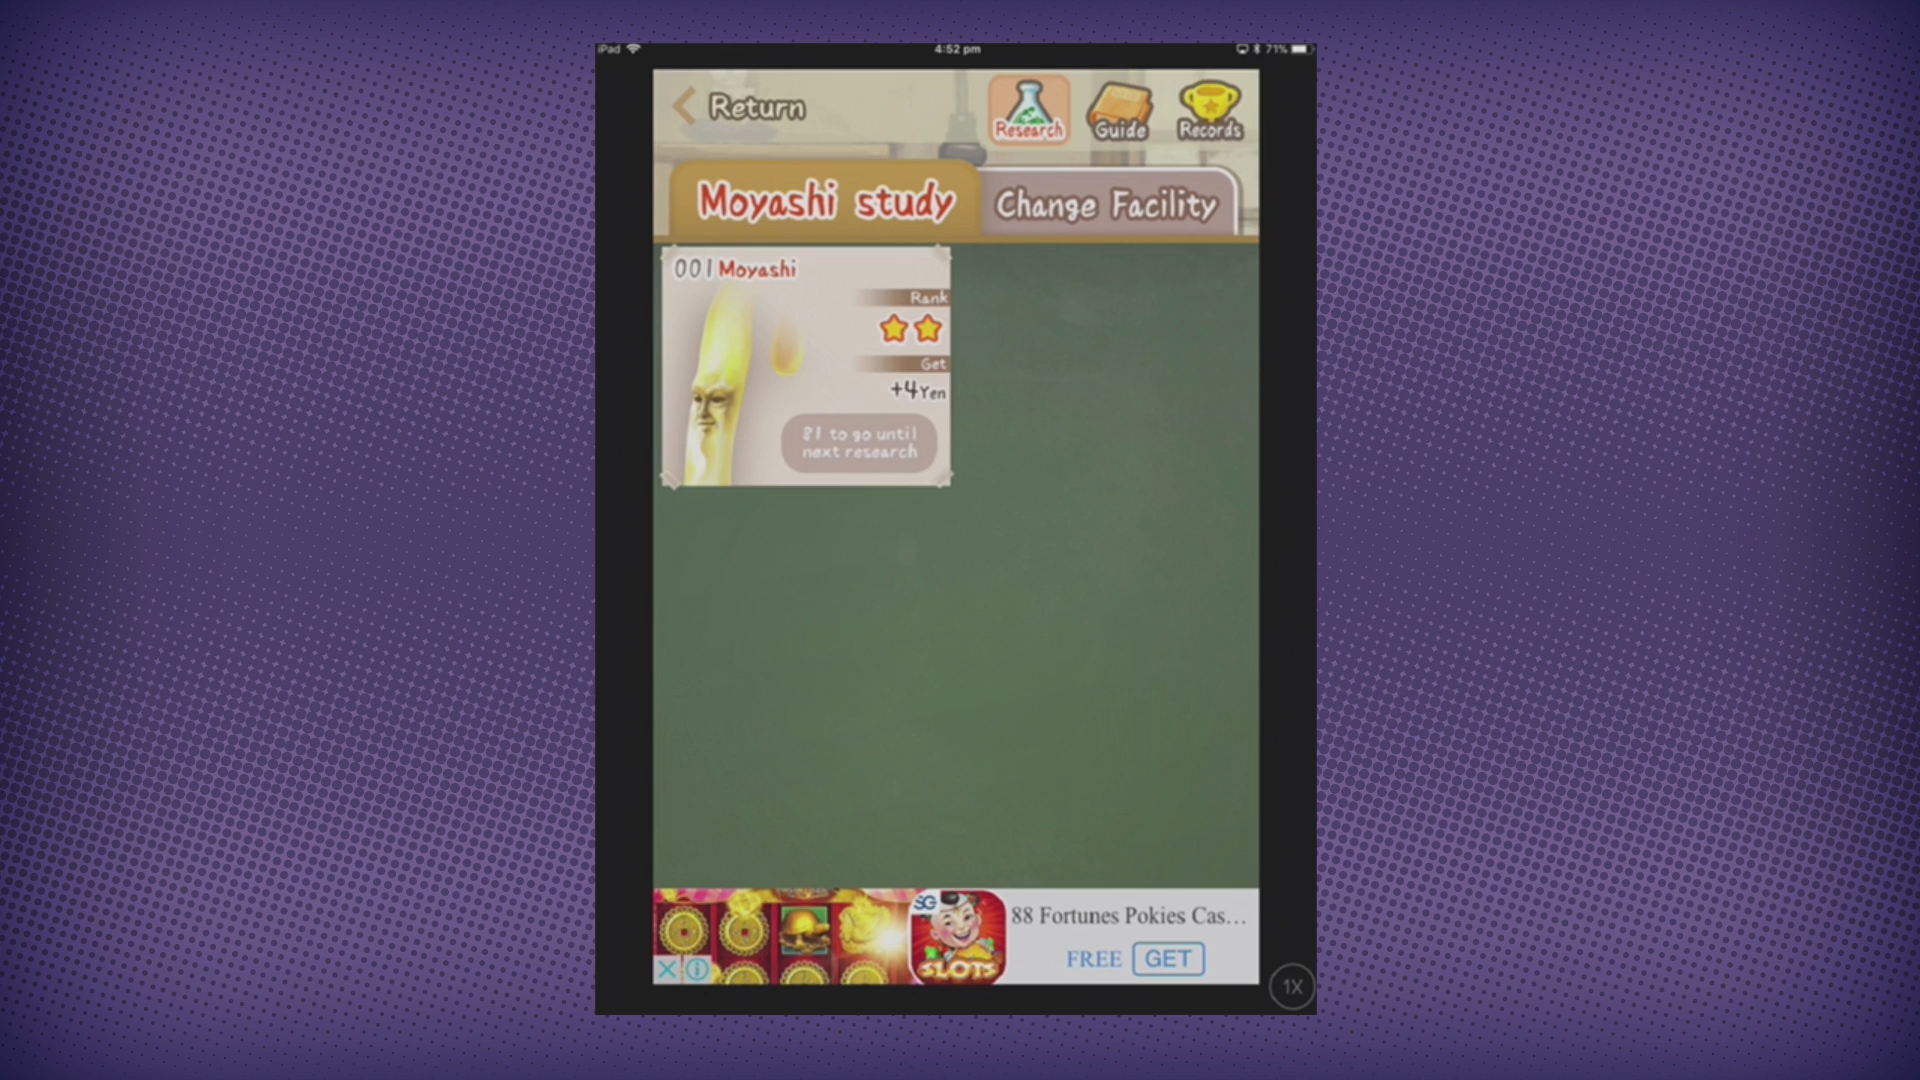 iPad
4:52 pm
71%
Return
Research
Guide
Records
Moyashi study
Change Facility
001 Moyashi
Rank
Get
+4Yen
81 to go until
next research
SG
SLOTS
88 Fortunes Pokies Cas...
FREE
GET
1X